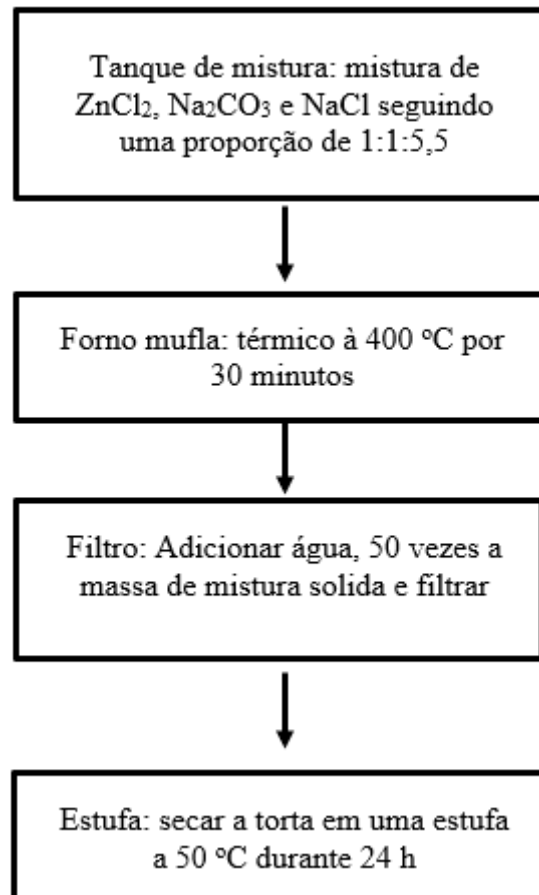 Tanque de mistura: mistura de
ZnCl₂, Na₂CO₃ e NaCl seguindo
uma proporção de 1:1:5,5
Forno mufla: térmico à 400 ºC por
30 minutos
Filtro: Adicionar água, 50 vezes a
massa de mistura solida e filtrar
Estufa: secar a torta em uma estufa
a 50 ºC durante 24 h